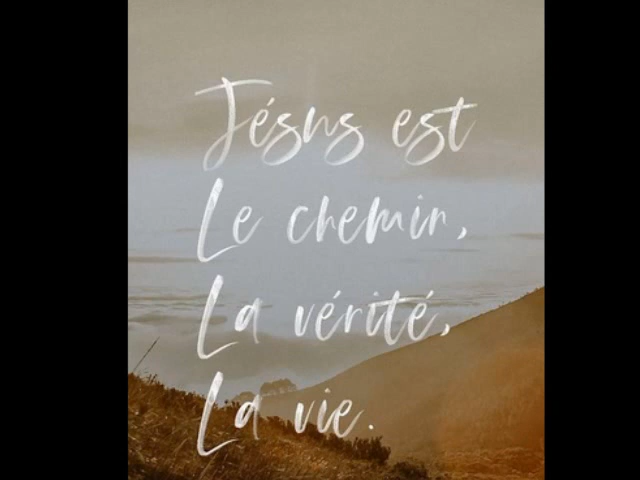 Jésus est
Le chemin,
La vérité,
La vie.